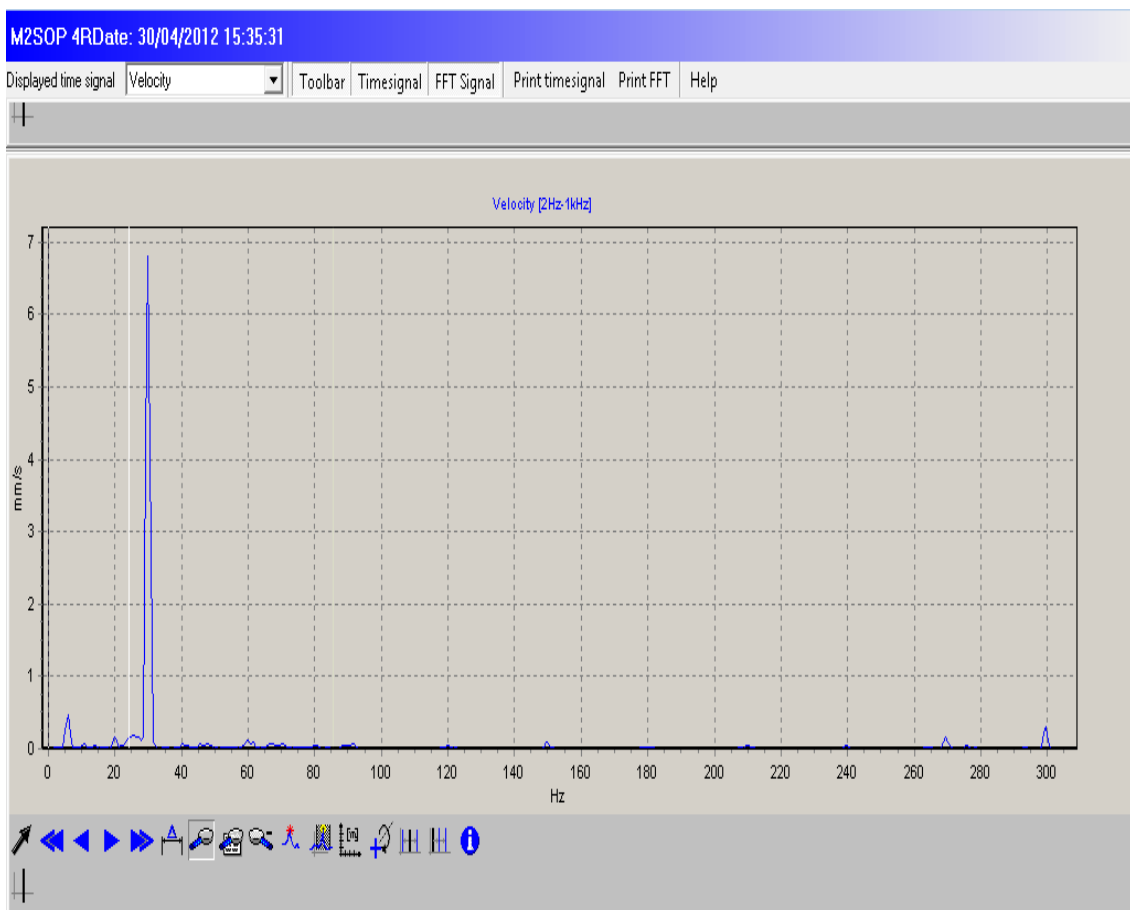 M2SOP 4RDate: 30/04/2012 15:35:31
Displayed time signal Velocity Toolbar Timesignal FFT Signal Print timesignal Print FFT Help
Velocity [2Hz-1kHz]
7
6
5
4
3
2
1
0
mm/s
0 20 40 60 80 100 120 140 160 180 200 220 240 260 280 300
Hz
[m]